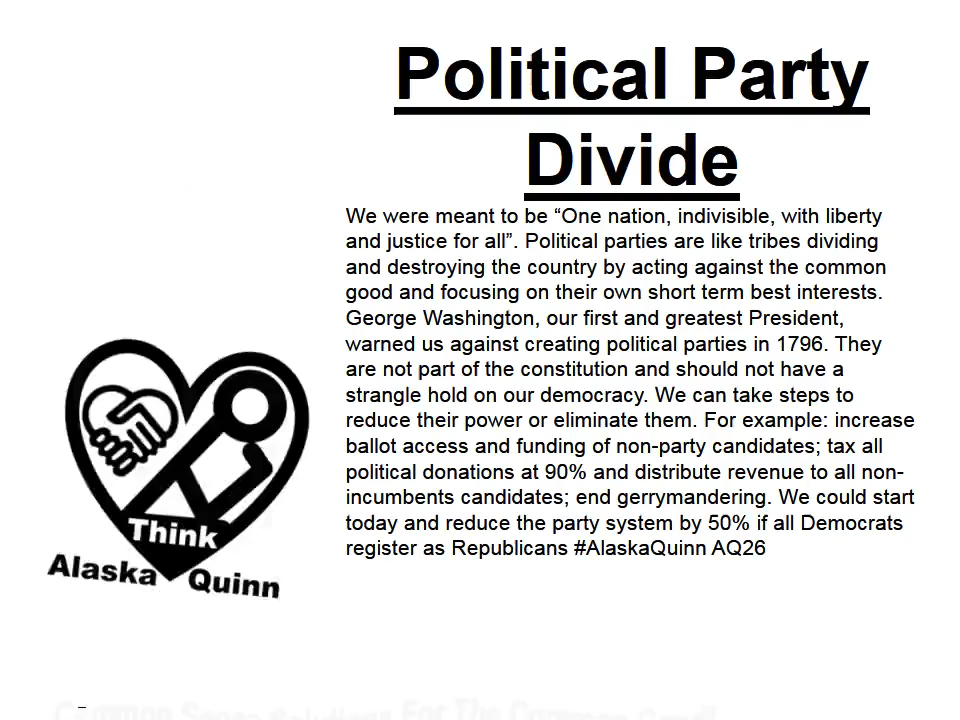 Political Party
Divide
We were meant to be “One nation, indivisible, with liberty
and justice for all”. Political parties are like tribes dividing
and destroying the country by acting against the common
good and focusing on their own short term best interests.
George Washington, our first and greatest President,
warned us against creating political parties in 1796. They
are not part of the constitution and should not have a
strangle hold on our democracy. We can take steps to
reduce their power or eliminate them. For example: increase
ballot access and funding of non-party candidates; tax all
political donations at 90% and distribute revenue to all non-
incumbents candidates; end gerrymandering. We could start
today and reduce the party system by 50% if all Democrats
register as Republicans #AlaskaQuinn AQ26
Think
Alaska Quinn
Common Sense Solutions For The Common Good!